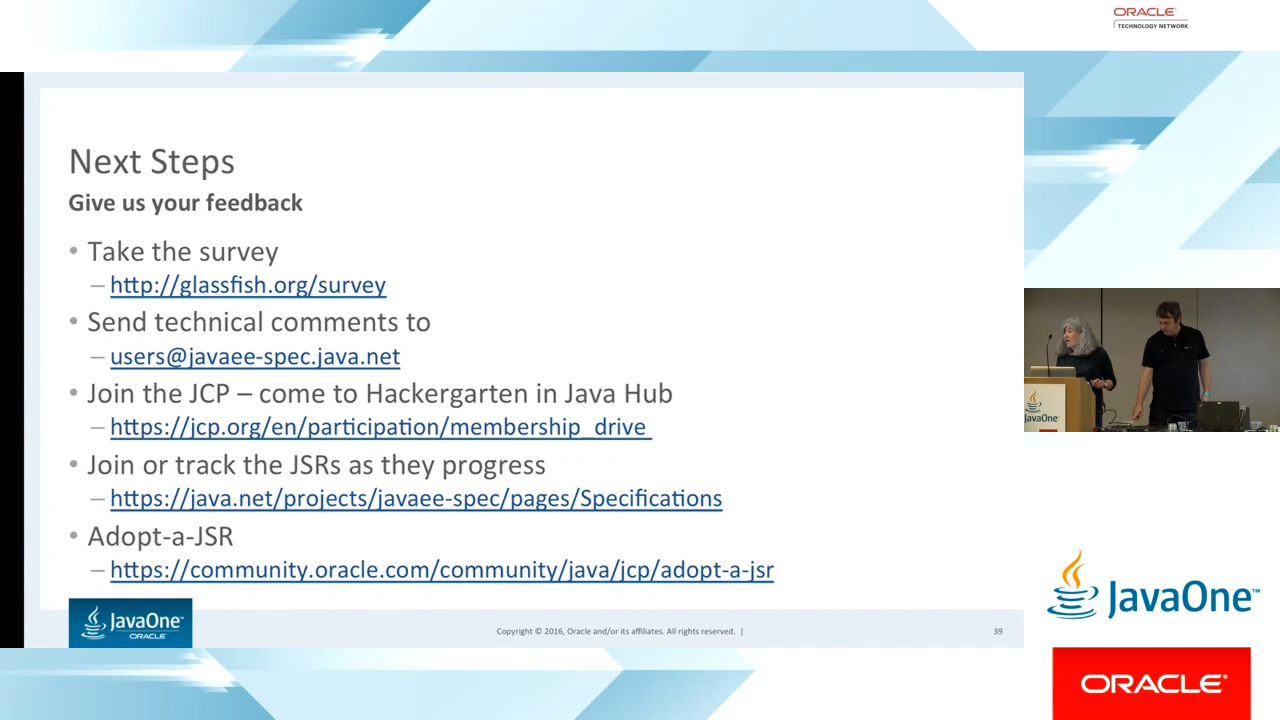 ORACLE
TECHNOLOGY NETWORK
Next Steps
Give us your feedback
• Take the survey
– http://glassfish.org/survey
• Send technical comments to
– users@javaee-spec.java.net
• Join the JCP – come to Hackergarten in Java Hub
– https://jcp.org/en/participation/membership_drive
• Join or track the JSRs as they progress
– https://java.net/projects/javaee-spec/pages/Specifications
• Adopt-a-JSR
– https://community.oracle.com/community/java/jcp/adopt-a-jsr
JavaOne™
ORACLE
Copyright © 2016, Oracle and/or its affiliates. All rights reserved. |
39
JavaOne
JavaOne™
ORACLE®